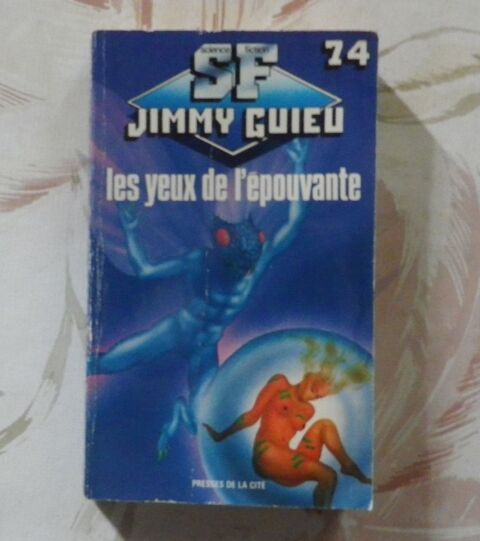 science fiction
SF
74
JIMMY GUIEU
les yeux de l'épouvante
PRESSES DE LA CITÉ